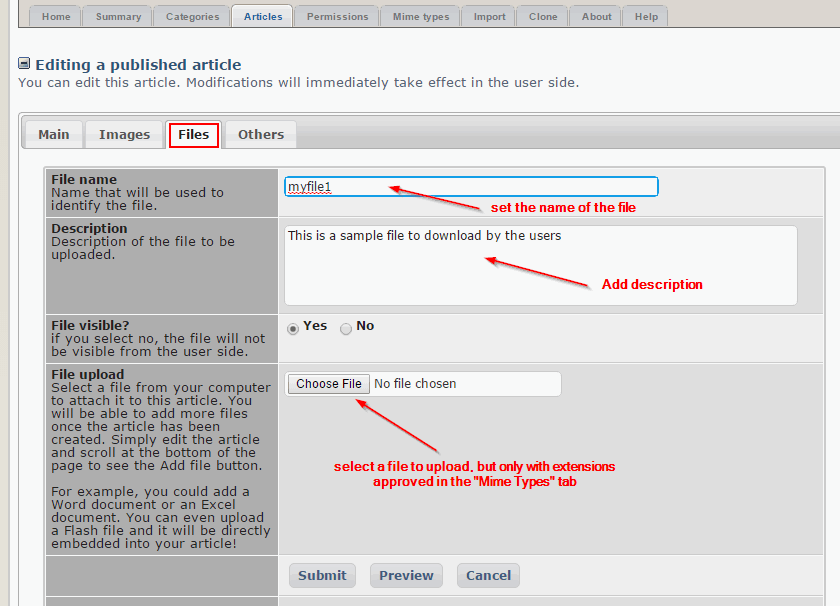 Home Summary Categories Articles Permissions Mime types Import Clone About Help
Editing a published article
You can edit this article. Modifications will immediately take effect in the user side.
Main Images Files Others
File name
Name that will be used to
identify the file.
myfile1
set the name of the file
Description
Description of the file to be
uploaded.
This is a sample file to download by the users
Add description
File visible?
if you select no, the file will not
be visible from the user side.
Yes No
File upload
Select a file from your computer
to attach it to this article. You
will be able to add more files
once the article has been
created. Simply edit the article
and scroll at the bottom of the
page to see the Add file button.
For example, you could add a
Word document or an Excel
document. You can even upload
a Flash file and it will be directly
embedded into your article!
Choose File No file chosen
select a file to upload, but only with extensions
approved in the "Mime Types" tab
Submit Preview Cancel